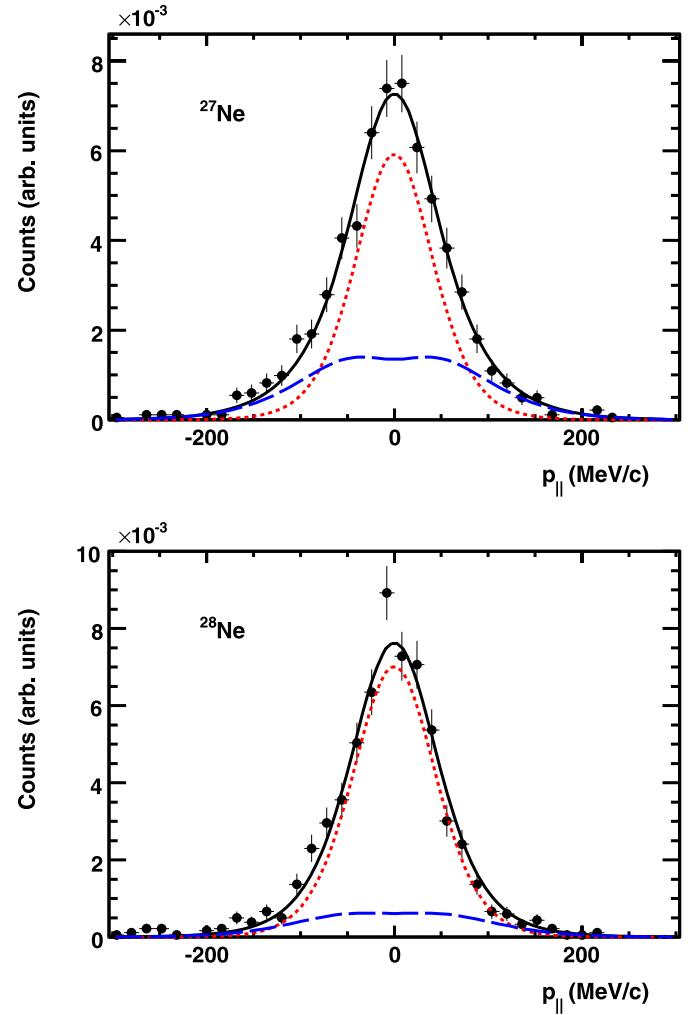 ×10⁻³
8
6
4
2
0
Counts (arb. units)
²⁷Ne
-200 0 200
p|| (MeV/c)
×10⁻³
10
8
6
4
2
0
Counts (arb. units)
²⁸Ne
-200 0 200
p|| (MeV/c)